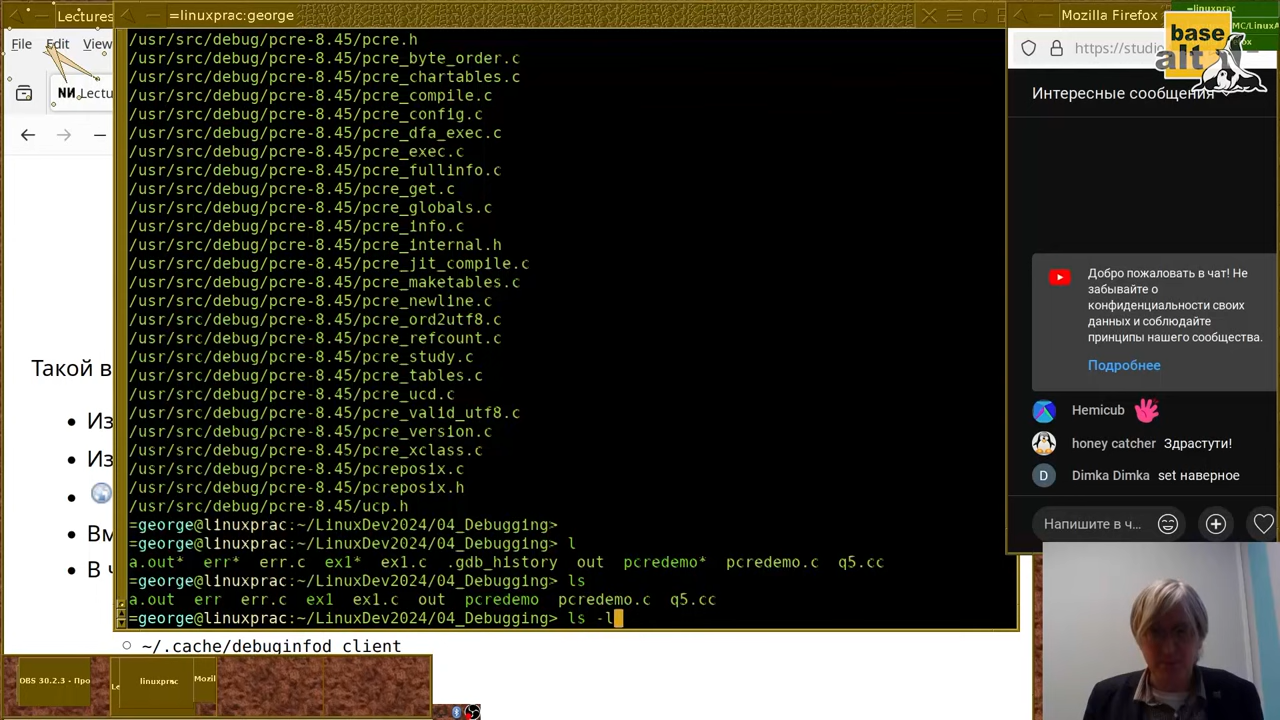 Lectures
=linuxprac:george
Mozilla Firefox
linuxprac
File Edit View
https://studio
base
alt
Lectu
Интересные сообщения
/usr/src/debug/pcre-8.45/pcre.h
/usr/src/debug/pcre-8.45/pcre_byte_order.c
/usr/src/debug/pcre-8.45/pcre_chartables.c
/usr/src/debug/pcre-8.45/pcre_compile.c
/usr/src/debug/pcre-8.45/pcre_config.c
/usr/src/debug/pcre-8.45/pcre_dfa_exec.c
/usr/src/debug/pcre-8.45/pcre_exec.c
/usr/src/debug/pcre-8.45/pcre_fullinfo.c
/usr/src/debug/pcre-8.45/pcre_get.c
/usr/src/debug/pcre-8.45/pcre_globals.c
/usr/src/debug/pcre-8.45/pcre_info.c
/usr/src/debug/pcre-8.45/pcre_internal.h
/usr/src/debug/pcre-8.45/pcre_jit_compile.c
/usr/src/debug/pcre-8.45/pcre_maketables.c
/usr/src/debug/pcre-8.45/pcre_newline.c
/usr/src/debug/pcre-8.45/pcre_ord2utf8.c
/usr/src/debug/pcre-8.45/pcre_refcount.c
/usr/src/debug/pcre-8.45/pcre_study.c
/usr/src/debug/pcre-8.45/pcre_tables.c
/usr/src/debug/pcre-8.45/pcre_ucd.c
/usr/src/debug/pcre-8.45/pcre_valid_utf8.c
/usr/src/debug/pcre-8.45/pcre_version.c
/usr/src/debug/pcre-8.45/pcre_xclass.c
/usr/src/debug/pcre-8.45/pcreposix.c
/usr/src/debug/pcre-8.45/pcreposix.h
/usr/src/debug/pcre-8.45/ucp.h
=george@linuxprac:~/LinuxDev2024/04_Debugging>
=george@linuxprac:~/LinuxDev2024/04_Debugging> l
a.out* err* err.c ex1* ex1.c .gdb_history out pcredemo* pcredemo.c q5.cc
=george@linuxprac:~/LinuxDev2024/04_Debugging> ls
a.out err err.c ex1 ex1.c out pcredemo pcredemo.c q5.cc
=george@linuxprac:~/LinuxDev2024/04_Debugging> ls -l
Такой в
Из
Из
Вм
В ч
~/.cache/debuginfod_client
Добро пожаловать в чат! Не
забывайте о
конфиденциальности своих
данных и соблюдайте
принципы нашего сообщества.
Подробнее
Hemicub
honey catcher Здрастути!
Dimka Dimka set наверное
Напишите в ч...
OBS 30.2.3 - Про
Le
linuxprac
Mozil